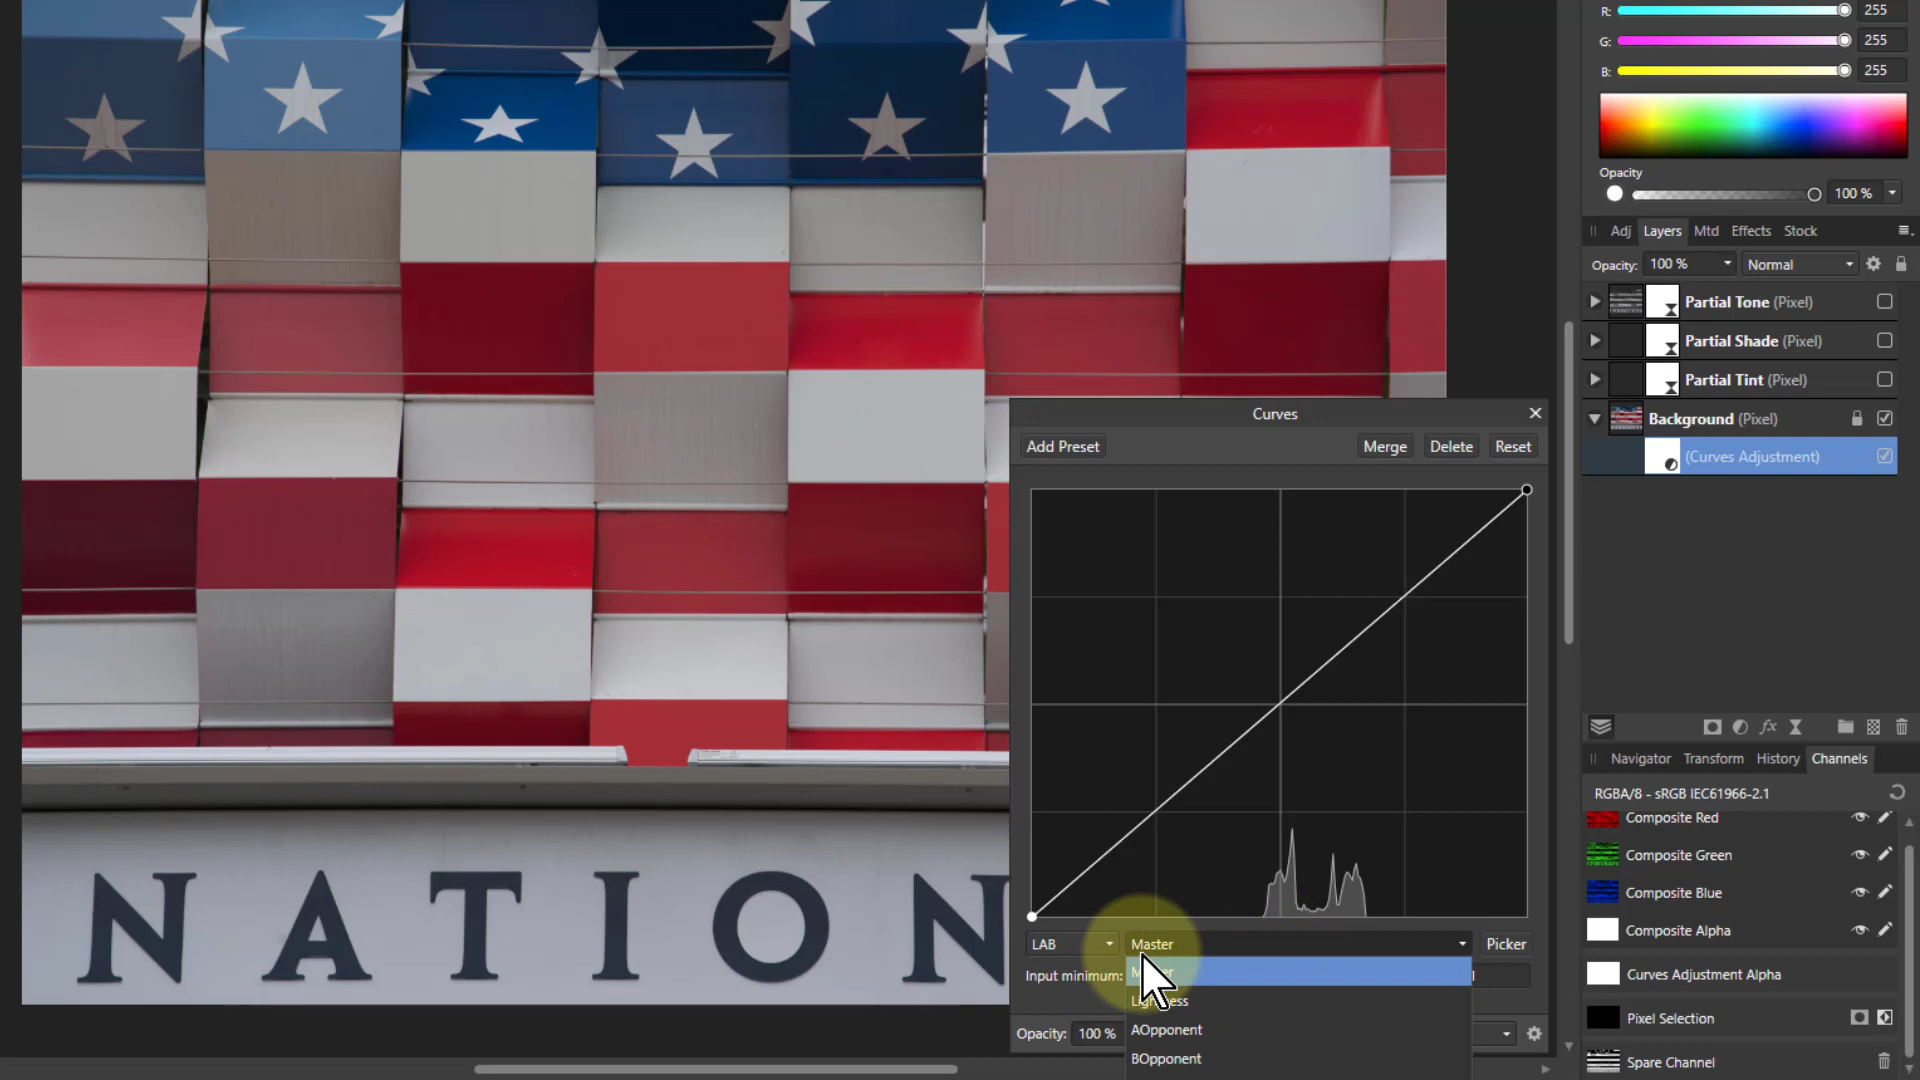 R: 255
G: 255
B: 255
Opacity
100 %
Adj Layers Mtd Effects Stock
Opacity: 100 % Normal
Partial Tone (Pixel)
Partial Shade (Pixel)
Partial Tint (Pixel)
Background (Pixel)
(Curves Adjustment)
Curves
Add Preset Merge Delete Reset
LAB Master Picker
Input minimum:
AOpponent
BOpponent
Opacity: 100 %
fx
Navigator Transform History Channels
RGBA/8 - sRGB IEC61966-2.1
Composite Red
Composite Green
Composite Blue
Composite Alpha
Curves Adjustment Alpha
Pixel Selection
Spare Channel
NATION